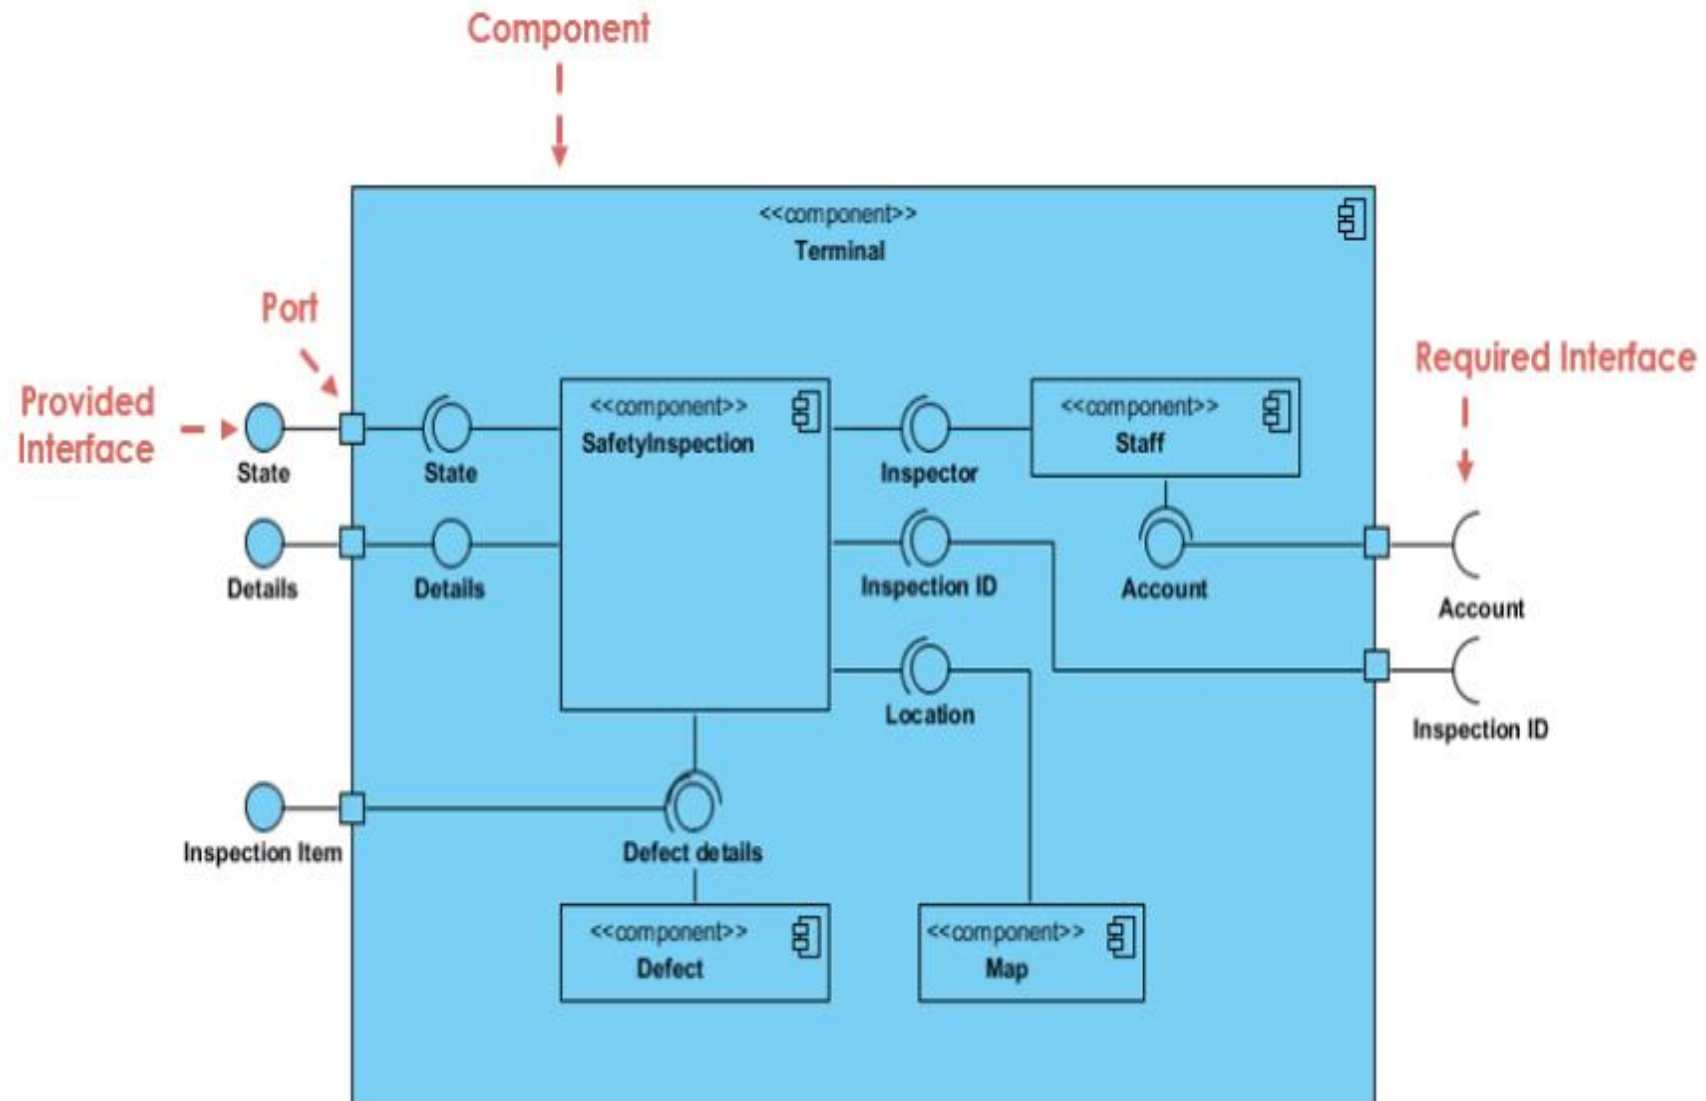 Component
<<component>>
Terminal
Port
Required Interface
Provided
Interface
<<component>>
SafetyInspection
<<component>>
Staff
State
State
Inspector
Details
Details
Inspection ID
Account
Account
Location
Inspection ID
Inspection Item
Defect details
<<component>>
Defect
<<component>>
Map